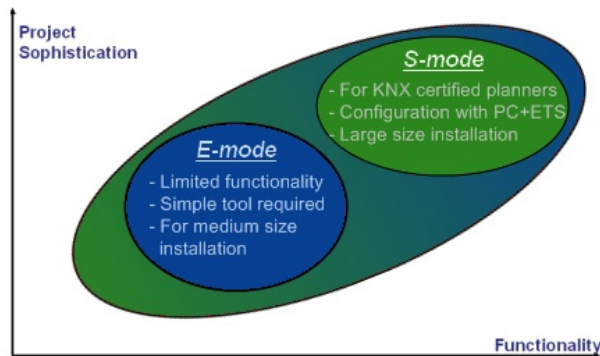 Project
Sophistication
S-mode
- For KNX certified planners
- Configuration with PC+ETS
- Large size installation
E-mode
- Limited functionality
- Simple tool required
- For medium size
installation
Functionality